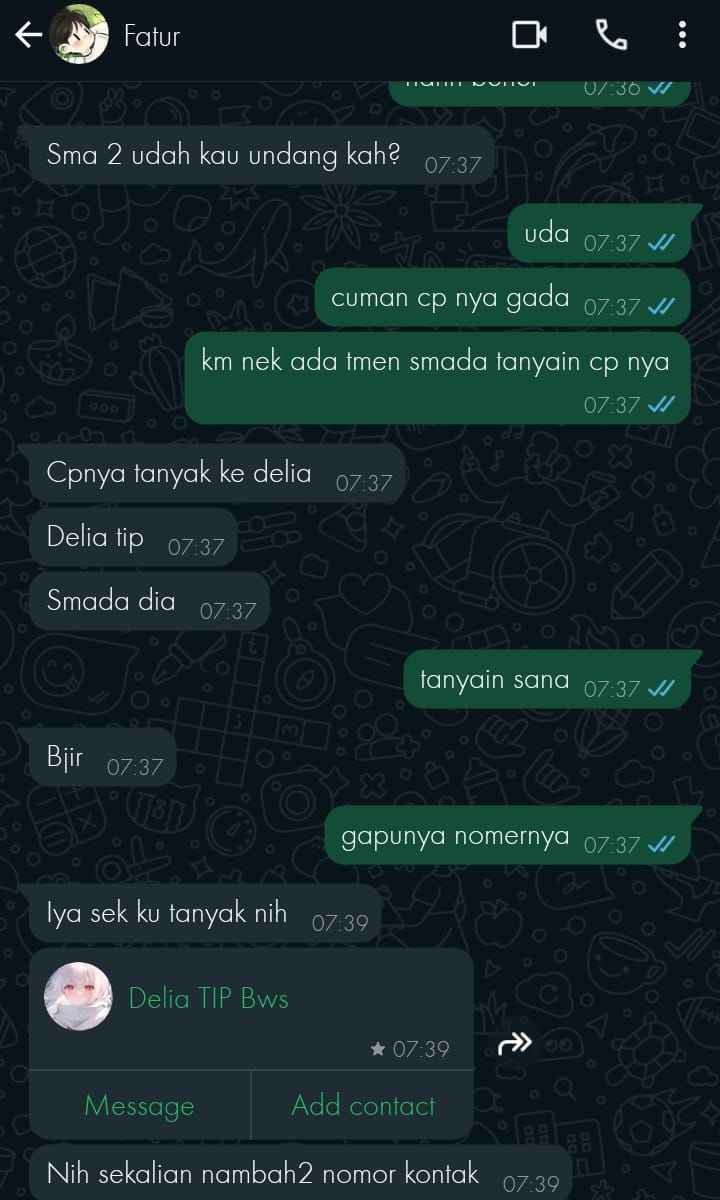 Fatur
07:36
Sma 2 udah kau undang kah? 07:37
uda 07:37
cuman cp nya gada 07:37
km nek ada tmen smada tanyain cp nya
07:37
Cpnya tanyak ke delia 07:37
Delia tip 07:37
Smada dia 07:37
tanyain sana 07:37
Bjir 07:37
gapunya nomernya 07:37
Iya sek ku tanyak nih 07:39
Delia TIP Bws
07:39
Message Add contact
Nih sekalian nambah2 nomor kontak 07:39